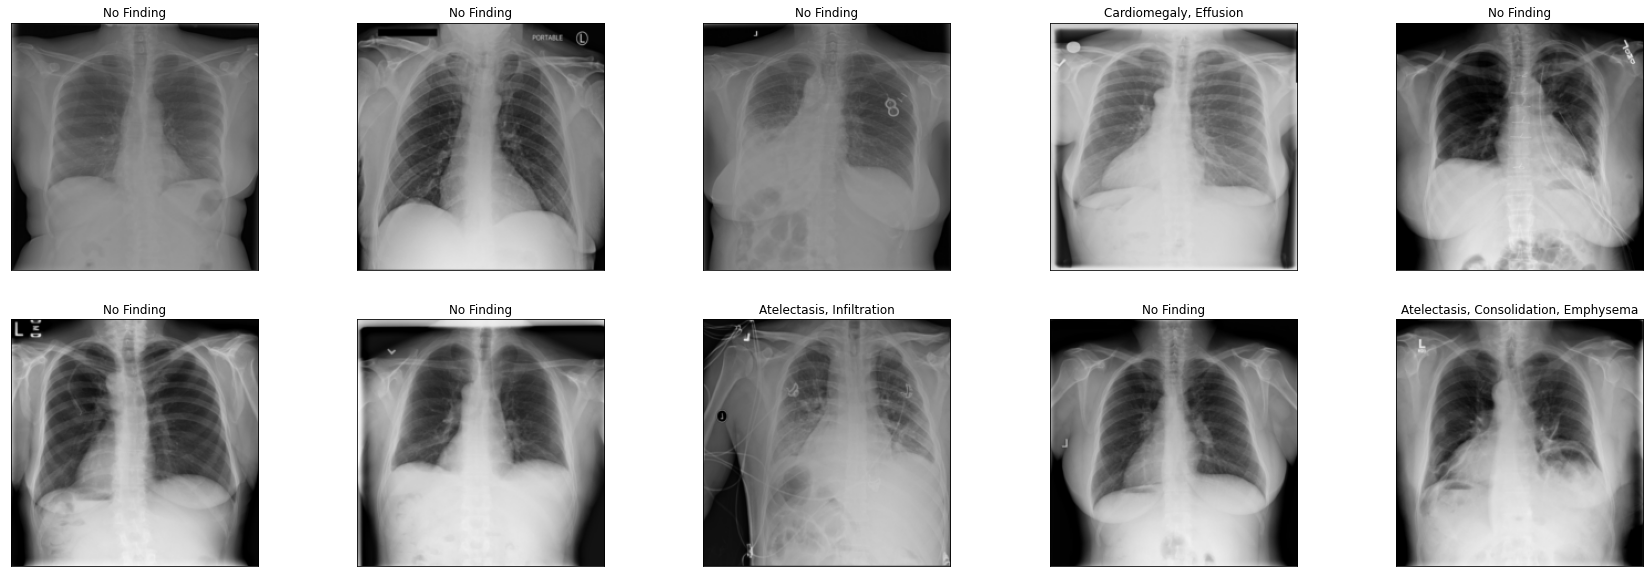 No Finding
No Finding
No Finding
Cardiomegaly, Effusion
No Finding
PORTABLE L
No Finding
No Finding
Atelectasis, Infiltration
No Finding
Atelectasis, Consolidation, Emphysema
L
L